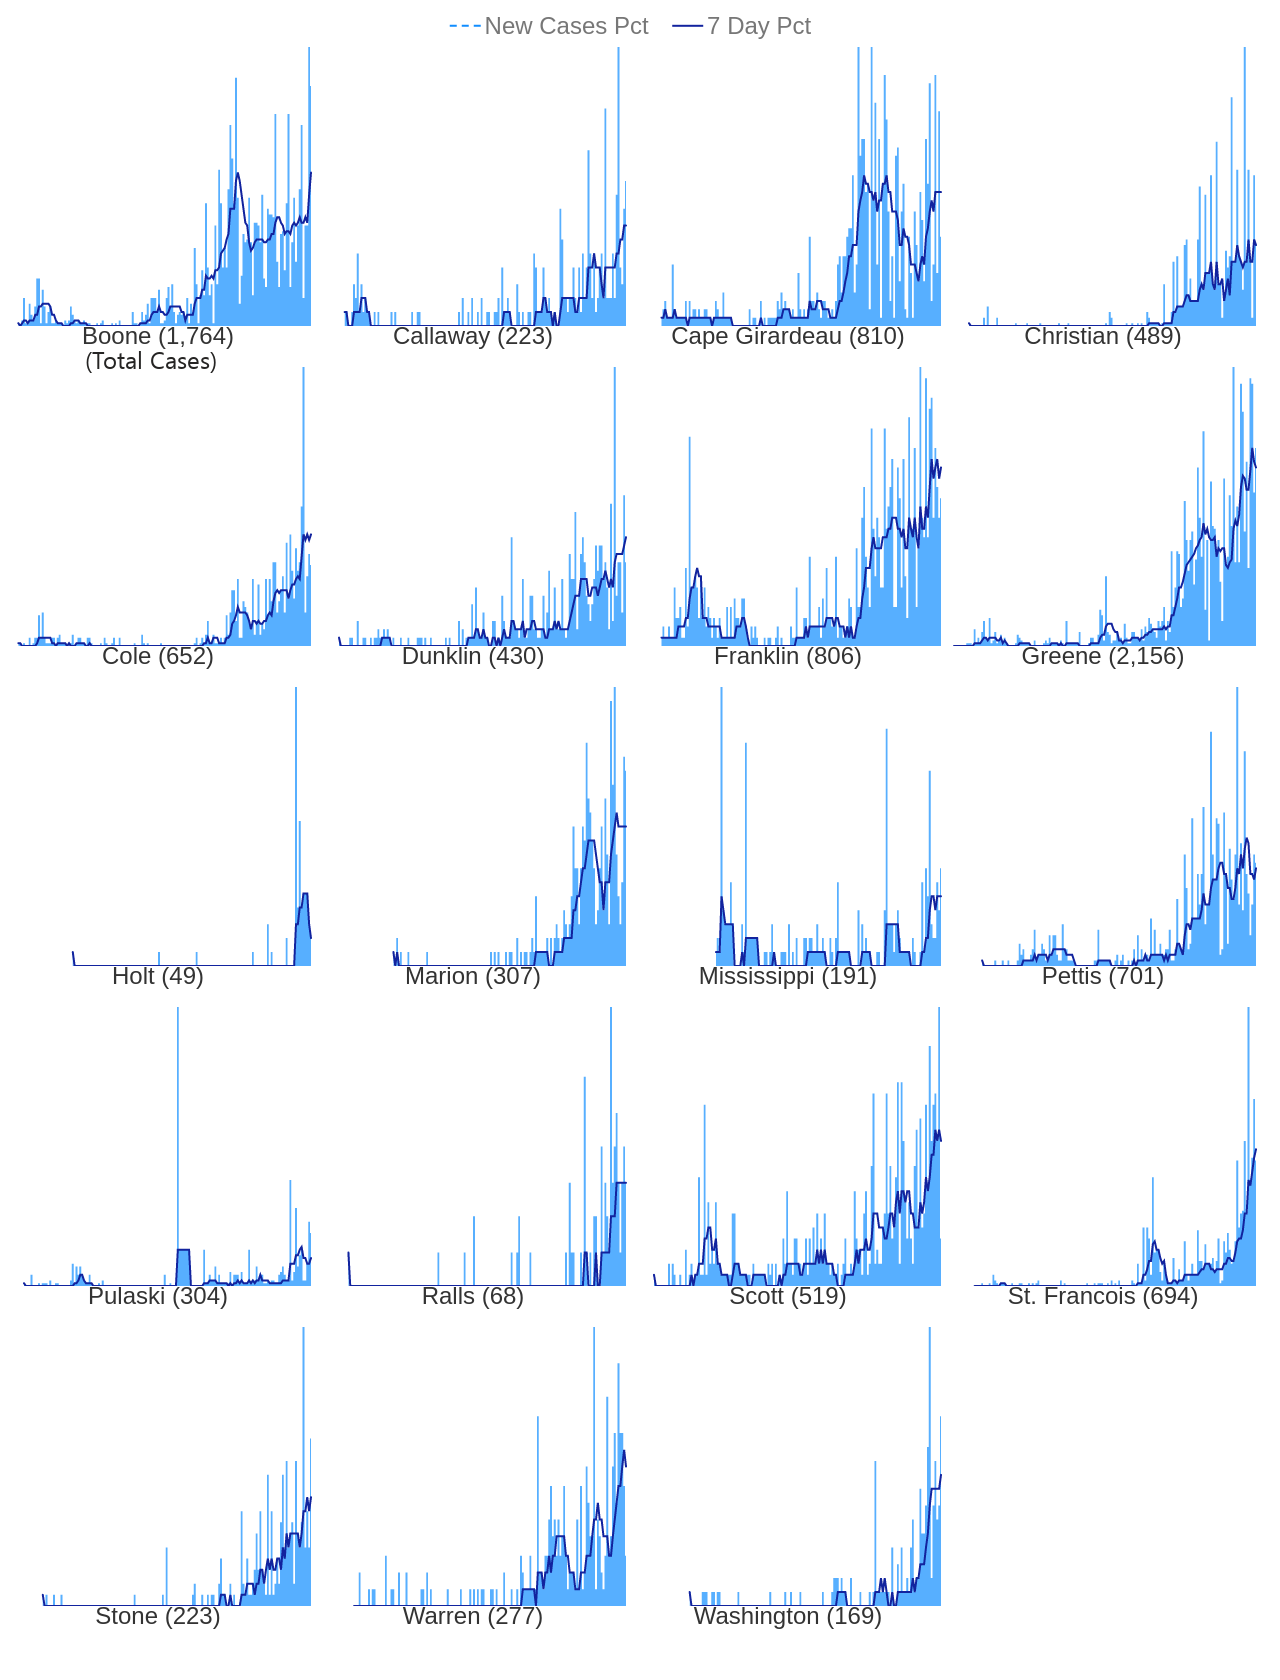 New Cases Pct 7 Day Pct
Boone (1,764) Callaway (223) Cape Girardeau (810) Christian (489)
(Total Cases)
Cole (652) Dunklin (430) Franklin (806) Greene (2,156)
Holt (49) Marion (307) Mississippi (191) Pettis (701)
Pulaski (304) Ralls (68) Scott (519) St. Francois (694)
Stone (223) Warren (277) Washington (169)